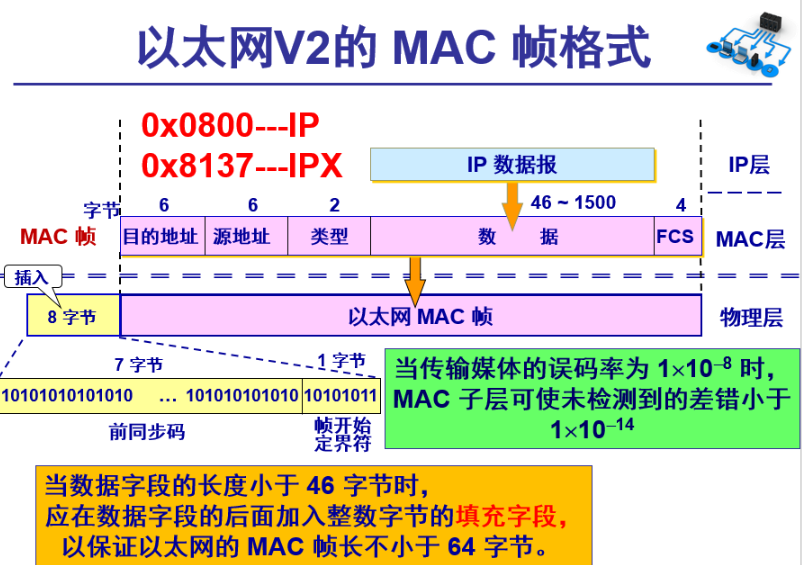 以太网V2的 MAC 帧格式
0x0800---IP
0x8137---IPX
IP 数据报
IP层
字节
6
6
2
46 ~ 1500
4
MAC 帧
目的地址
源地址
类型
数 据
FCS
MAC层
插入
8 字节
以太网 MAC 帧
物理层
7 字节
1 字节
10101010101010 … 101010101010
10101011
前同步码
帧开始
定界符
当传输媒体的误码率为 1×10–8 时，
MAC 子层可使未检测到的差错小于
1×10–14
当数据字段的长度小于 46 字节时，
应在数据字段的后面加入整数字节的填充字段，
以保证以太网的 MAC 帧长不小于 64 字节。